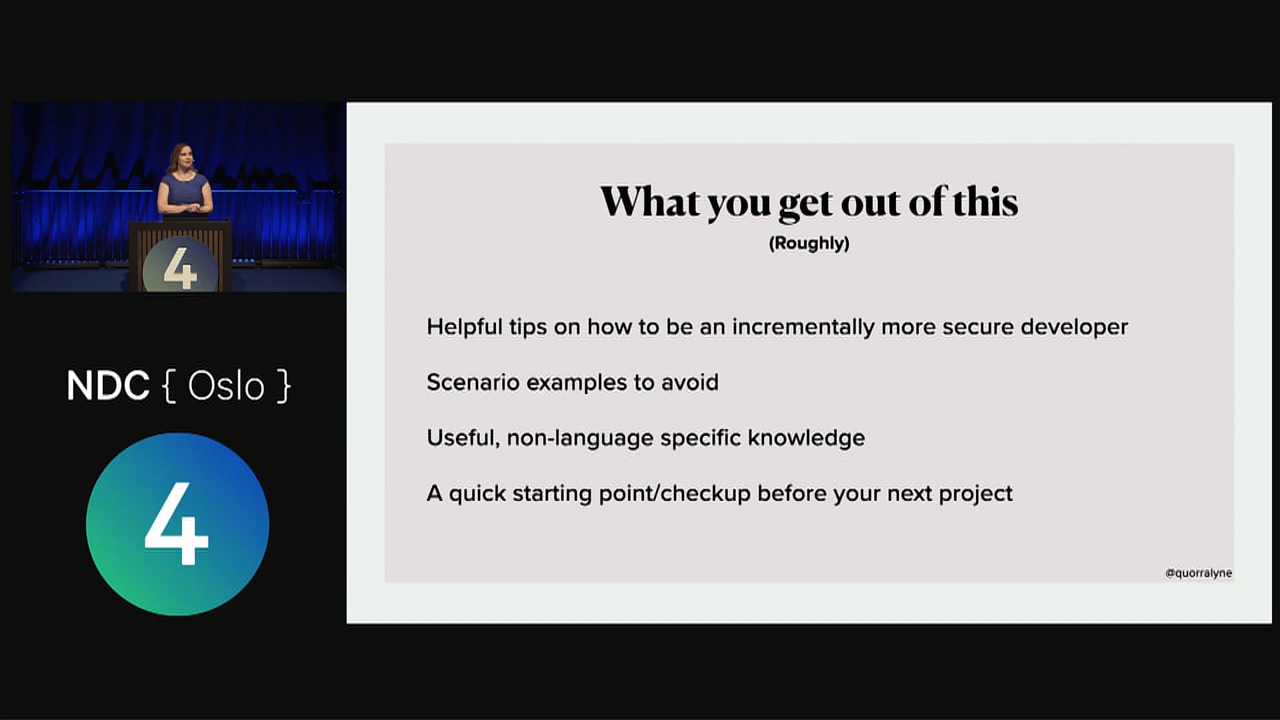 4
NDC { Oslo }
4
What you get out of this
(Roughly)
Helpful tips on how to be an incrementally more secure developer
Scenario examples to avoid
Useful, non-language specific knowledge
A quick starting point/checkup before your next project
@quorralyne